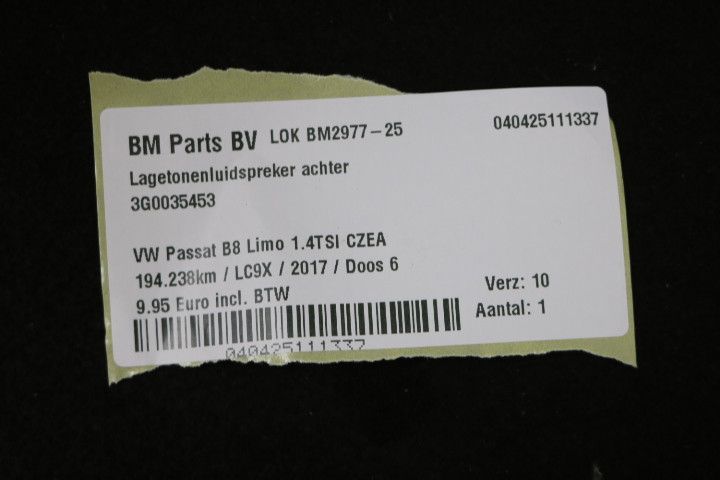 BM Parts BV LOK BM2977-25 040425111337
Lagetonenluidspreker achter
3G0035453
VW Passat B8 Limo 1.4TSI CZEA
194.238km / LC9X / 2017 / Doos 6
9.95 Euro incl. BTW
Verz: 10
Aantal: 1
040425111337